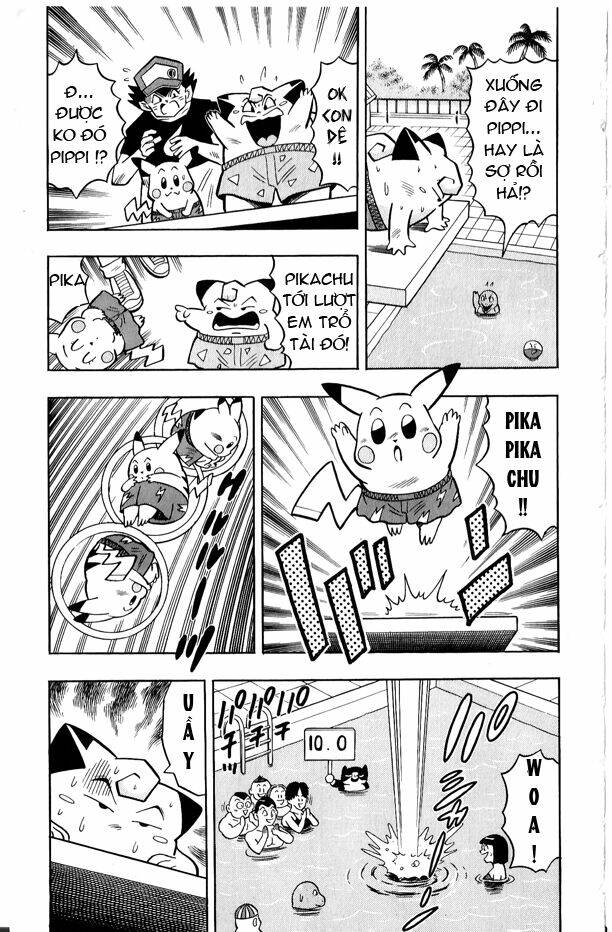 XUỐNG
ĐÂY ĐI
PIPPI...
HAY LÀ
SỢ RỒI
HẢ!?
OK
CON
DÊ
!!
Đ...
ĐƯỢC
KO ĐÓ
PIPPI !?
PIKACHU
TỚI LƯỢT
EM TRỔ
TÀI ĐÓ!
PIKA
PIKA
PIKA
CHU
!!
WOA!
10.0
UẦY